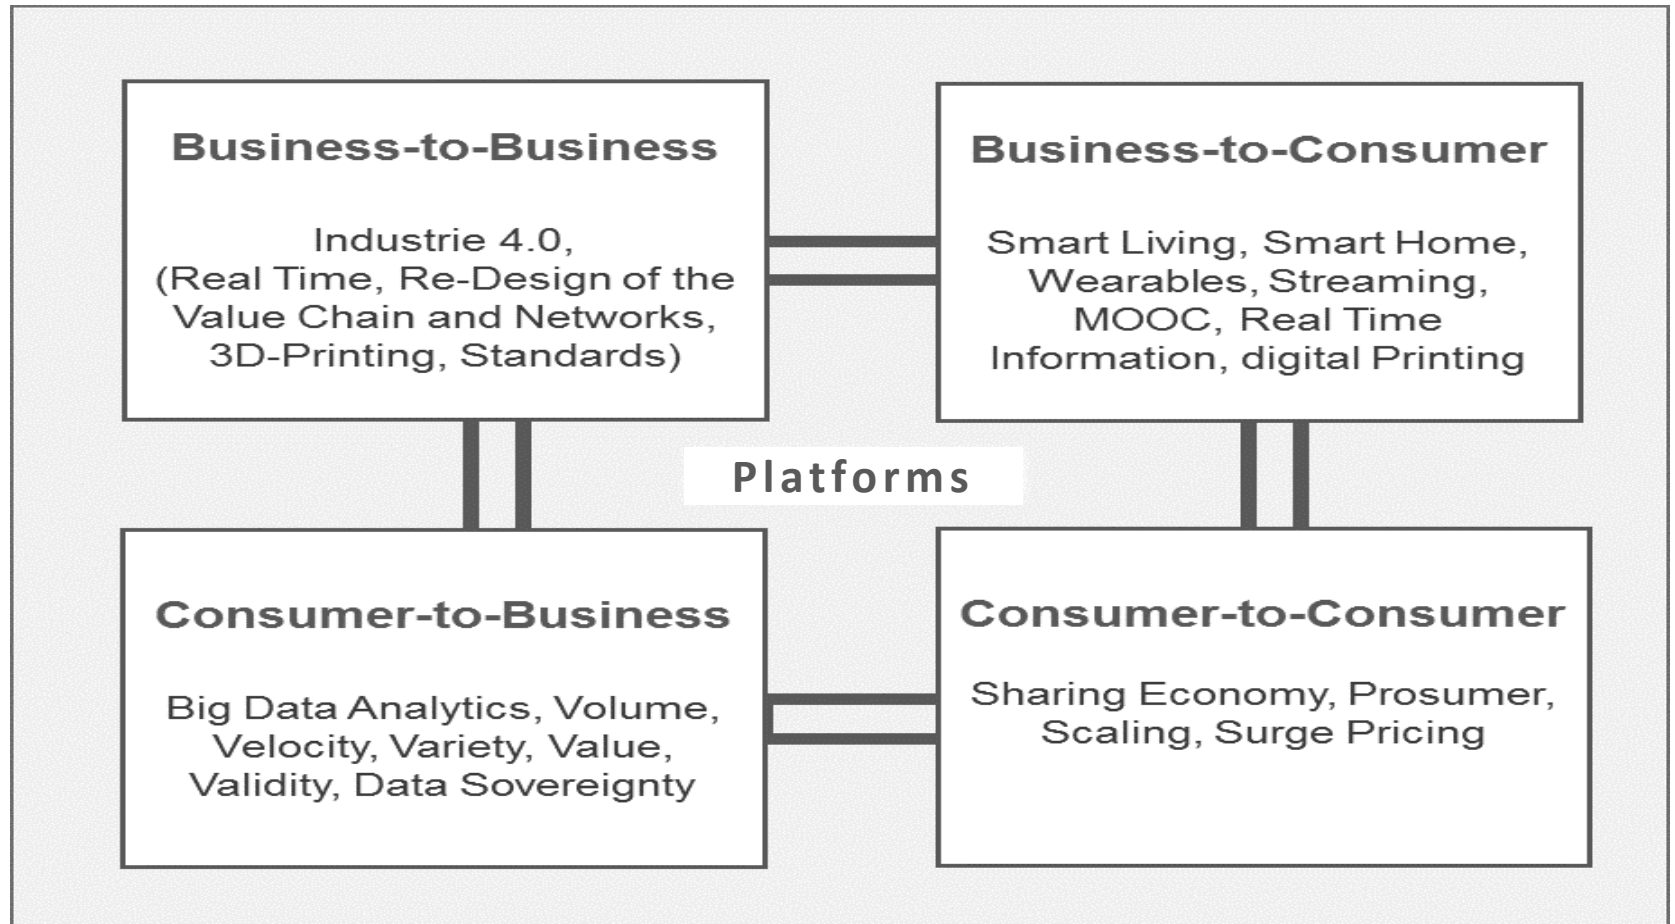 Business-to-Business
Industrie 4.0,
(Real Time, Re-Design of the
Value Chain and Networks,
3D-Printing, Standards)
Business-to-Consumer
Smart Living, Smart Home,
Wearables, Streaming,
MOOC, Real Time
Information, digital Printing
Platforms
Consumer-to-Business
Big Data Analytics, Volume,
Velocity, Variety, Value,
Validity, Data Sovereignty
Consumer-to-Consumer
Sharing Economy, Prosumer,
Scaling, Surge Pricing